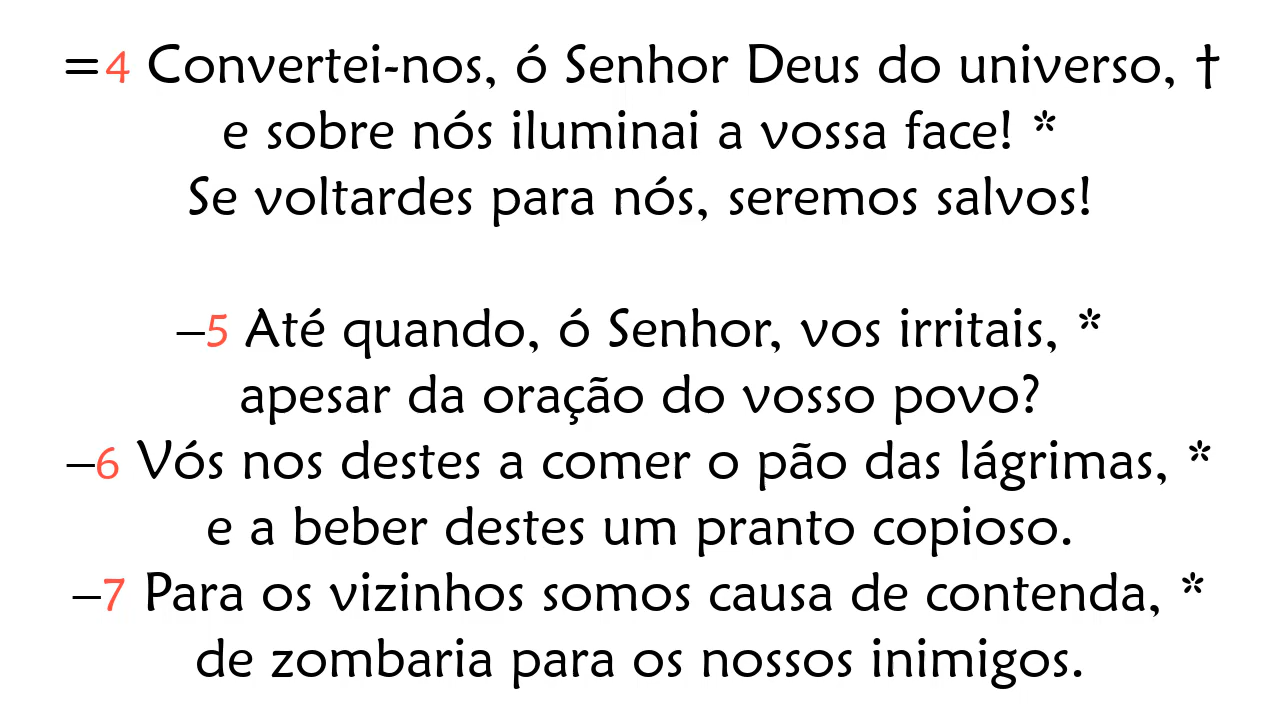 =4 Convertei-nos, ó Senhor Deus do universo, †
e sobre nós iluminai a vossa face! *
Se voltardes para nós, seremos salvos!
–5 Até quando, ó Senhor, vos irritais, *
apesar da oração do vosso povo?
–6 Vós nos destes a comer o pão das lágrimas, *
e a beber destes um pranto copioso.
–7 Para os vizinhos somos causa de contenda, *
de zombaria para os nossos inimigos.